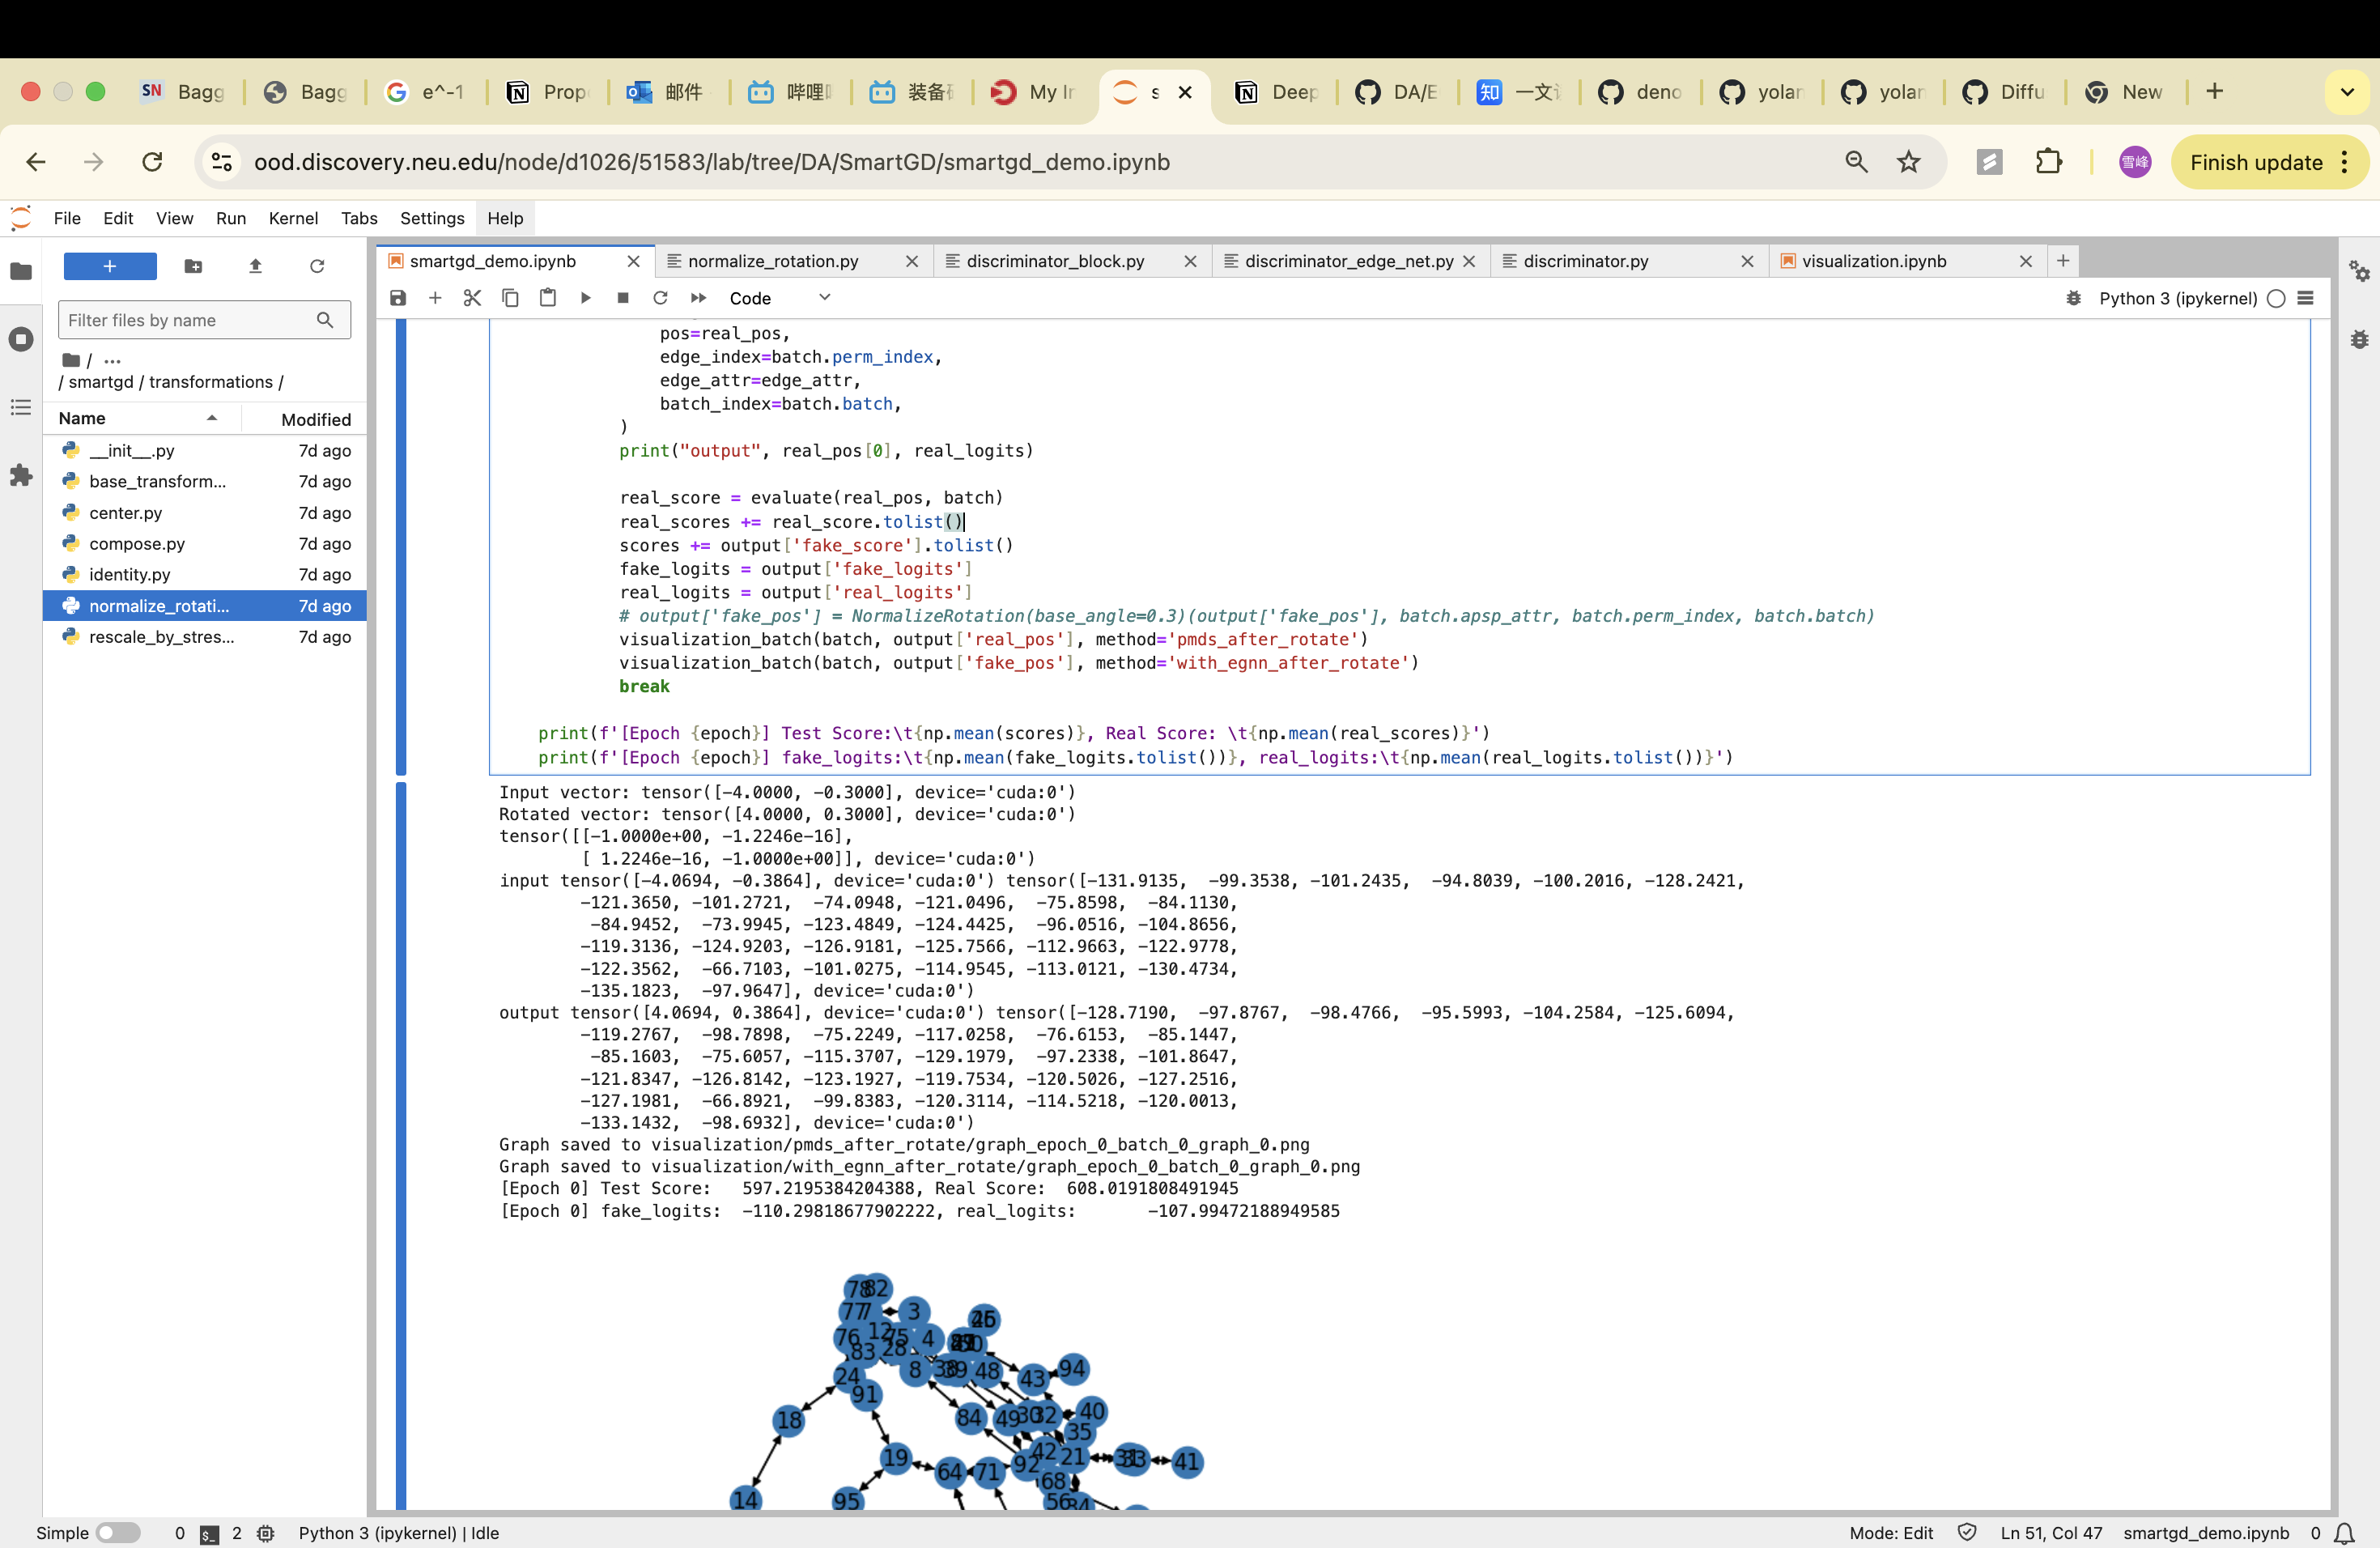 SN Bagg
Bagg
e^-1
Prop
邮件
哔哩
装备
My Ir
s
Deep
DA/E
知 一文
deno
yolar
yolar
Diffu
New
ood.discovery.neu.edu/node/d1026/51583/lab/tree/DA/SmartGD/smartgd_demo.ipynb
雪峰
Finish update
File Edit View Run Kernel Tabs Settings Help
smartgd_demo.ipynb
normalize_rotation.py
discriminator_block.py
discriminator_edge_net.py
discriminator.py
visualization.ipynb
Code
Python 3 (ipykernel)
Filter files by name
/ ...
/ smartgd / transformations /
Name Modified
__init__.py 7d ago
base_transform... 7d ago
center.py 7d ago
compose.py 7d ago
identity.py 7d ago
normalize_rotati... 7d ago
rescale_by_stres... 7d ago
pos=real_pos,
edge_index=batch.perm_index,
edge_attr=edge_attr,
batch_index=batch.batch,
)
print("output", real_pos[0], real_logits)
real_score = evaluate(real_pos, batch)
real_scores += real_score.tolist()
scores += output['fake_score'].tolist()
fake_logits = output['fake_logits']
real_logits = output['real_logits']
# output['fake_pos'] = NormalizeRotation(base_angle=0.3)(output['fake_pos'], batch.apsp_attr, batch.perm_index, batch.batch)
visualization_batch(batch, output['real_pos'], method='pmds_after_rotate')
visualization_batch(batch, output['fake_pos'], method='with_egnn_after_rotate')
break
print(f'[Epoch {epoch}] Test Score:\t{np.mean(scores)}, Real Score: \t{np.mean(real_scores)}')
print(f'[Epoch {epoch}] fake_logits:\t{np.mean(fake_logits.tolist())}, real_logits:\t{np.mean(real_logits.tolist())}')
Input vector: tensor([-4.0000, -0.3000], device='cuda:0')
Rotated vector: tensor([4.0000, 0.3000], device='cuda:0')
tensor([[-1.0000e+00, -1.2246e-16],
[ 1.2246e-16, -1.0000e+00]], device='cuda:0')
input tensor([-4.0694, -0.3864], device='cuda:0') tensor([-131.9135, -99.3538, -101.2435, -94.8039, -100.2016, -128.2421,
-121.3650, -101.2721, -74.0948, -121.0496, -75.8598, -84.1130,
-84.9452, -73.9945, -123.4849, -124.4425, -96.0516, -104.8656,
-119.3136, -124.9203, -126.9181, -125.7566, -112.9663, -122.9778,
-122.3562, -66.7103, -101.0275, -114.9545, -113.0121, -130.4734,
-135.1823, -97.9647], device='cuda:0')
output tensor([4.0694, 0.3864], device='cuda:0') tensor([-128.7190, -97.8767, -98.4766, -95.5993, -104.2584, -125.6094,
-119.2767, -98.7898, -75.2249, -117.0258, -76.6153, -85.1447,
-85.1603, -75.6057, -115.3707, -129.1979, -97.2338, -101.8647,
-121.8347, -126.8142, -123.1927, -119.7534, -120.5026, -127.2516,
-127.1981, -66.8921, -99.8383, -120.3114, -114.5218, -120.0013,
-133.1432, -98.6932], device='cuda:0')
Graph saved to visualization/pmds_after_rotate/graph_epoch_0_batch_0_graph_0.png
Graph saved to visualization/with_egnn_after_rotate/graph_epoch_0_batch_0_graph_0.png
[Epoch 0] Test Score: 597.2195384204388, Real Score: 608.0191808491945
[Epoch 0] fake_logits: -110.29818677902222, real_logits: -107.99472188949585
78 82
77 7 3
76 12 75 4
83 28
8 39 48 43 94
24
91
18 84 49 30 32 40
35
19 64 71 92 42 21 33 41
68
14 95 56 34
Simple 0 2 Python 3 (ipykernel) | Idle
Mode: Edit Ln 51, Col 47 smartgd_demo.ipynb 0